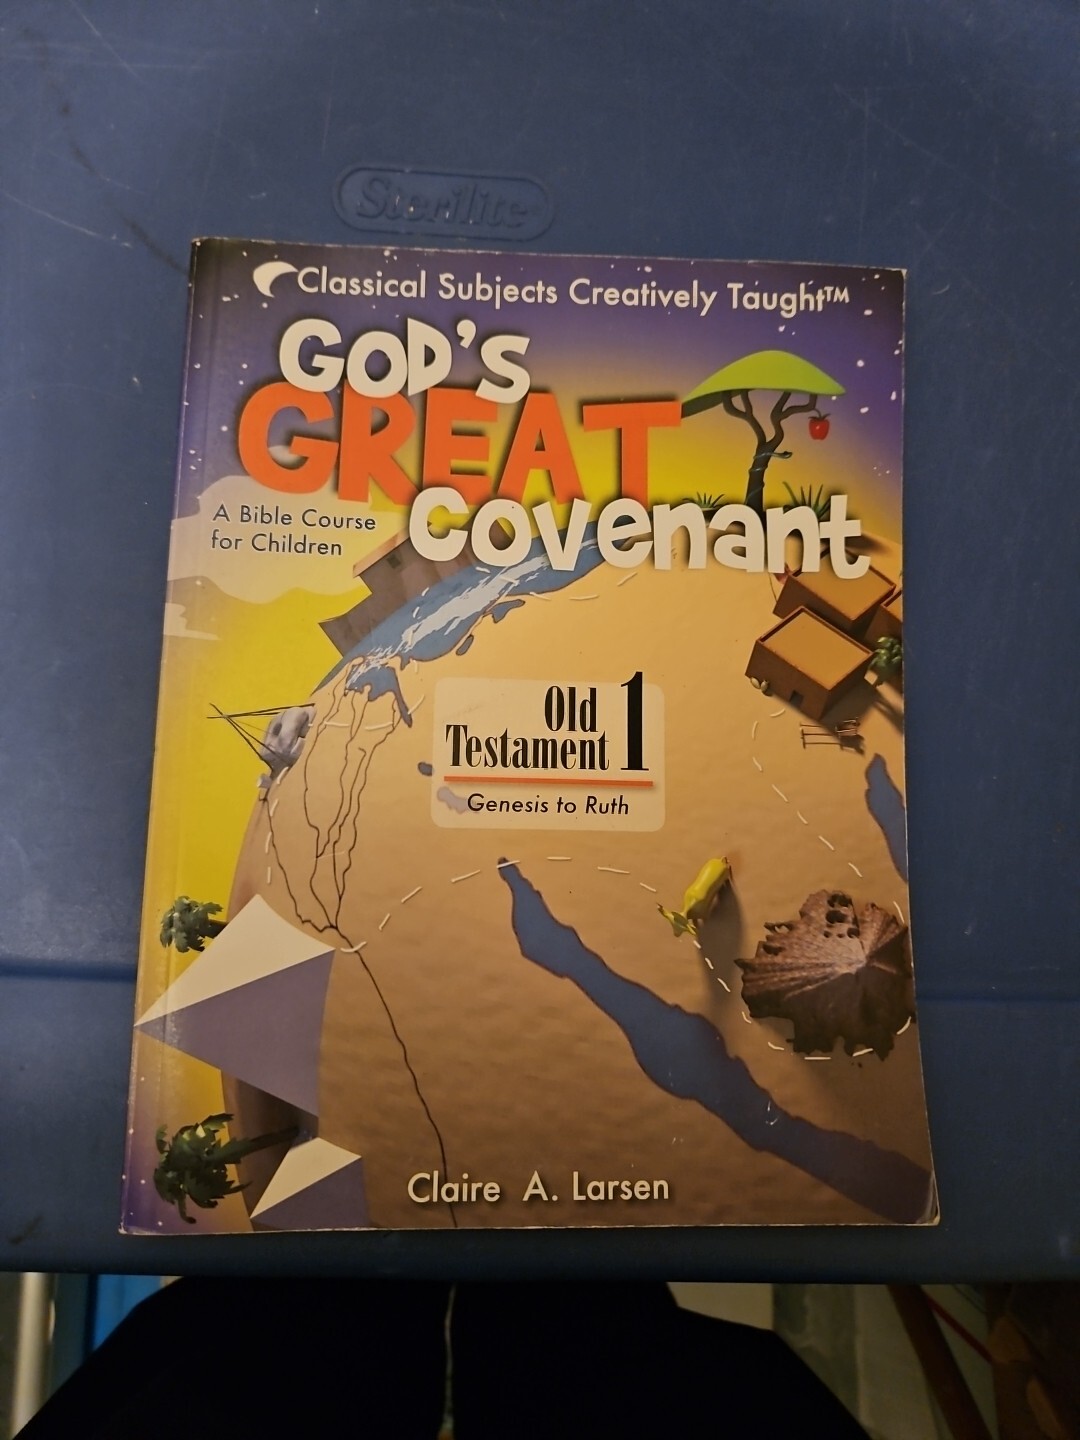 Sterilite
Classical Subjects Creatively Taught™
GOD'S
GREAT
covenant
A Bible Course
for Children
Old
Testament 1
Genesis to Ruth
Claire A. Larsen